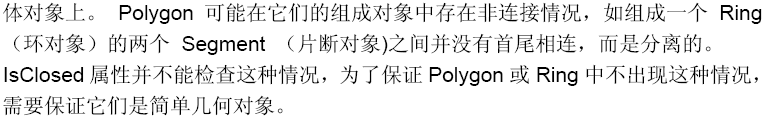 体对象上。 Polygon 可能在它们的组成对象中存在非连接情况，如组成一个 Ring
（环对象）的两个 Segment （片断对象)之间并没有首尾相连，而是分离的。
IsClosed 属性并不能检查这种情况，为了保证 Polygon 或 Ring 中不出现这种情况，
需要保证它们是简单几何对象。